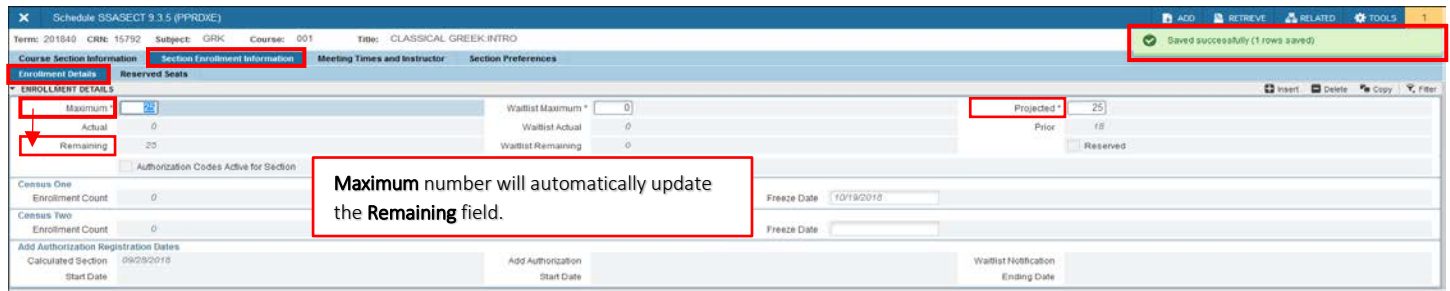 Schedule SSASECT 9.3.5 (PPRDXE) ADD RETRIEVE RELATED TOOLS 1
Term: 201840 CRN: 15792 Subject: GRK Course: 001 Title: CLASSICAL GREEK:INTRO
Saved successfully (1 rows saved)
Course Section Information Section Enrollment Information Meeting Times and Instructor Section Preferences
Enrollment Details Reserved Seats
ENROLLMENT DETAILS Insert Delete Copy Filter
Maximum * 25 Waitlist Maximum * 0 Projected * 25
Actual 0 Waitlist Actual 0 Prior 18
Remaining 25 Waitlist Remaining 0 Reserved
Authorization Codes Active for Section
Maximum number will automatically update
the Remaining field.
Census One
Enrollment Count 0 Freeze Date 10/19/2018
Census Two
Enrollment Count 0 Freeze Date
Add Authorization Registration Dates
Calculated Section 09/28/2018 Add Authorization Waitlist Notification
Start Date Start Date Ending Date